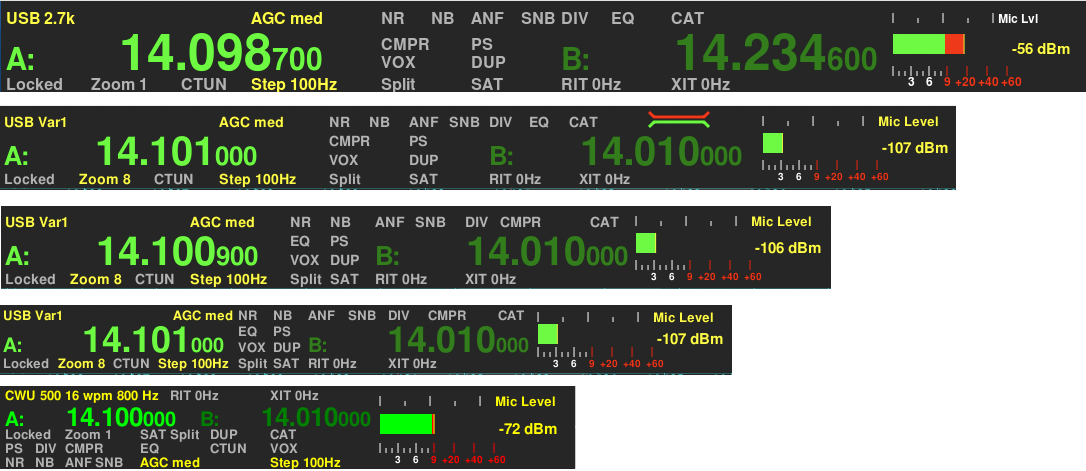 USB 2.7k AGC med NR NB ANF SNB DIV EQ CAT Mic Lvl
A: 14.098700 CMPR PS B: 14.234600 -56 dBm
VOX DUP
Locked Zoom 1 CTUN Step 100Hz Split SAT RIT 0Hz XIT 0Hz 3 6 9 +20 +40 +60
USB Var1 AGC med NR NB ANF SNB DIV EQ CAT Mic Level
A: 14.101000 CMPR PS B: 14.010000 -107 dBm
VOX DUP
Locked Zoom 8 CTUN Step 100Hz Split SAT RIT 0Hz XIT 0Hz 3 6 9 +20 +40 +60
USB Var1 AGC med NR NB ANF SNB DIV CMPR CAT Mic Level
A: 14.100900 EQ PS B: 14.010000 -106 dBm
VOX DUP
Locked Zoom 8 CTUN Step 100Hz Split SAT RIT 0Hz XIT 0Hz 3 6 9 +20 +40 +60
USB Var1 AGC med NR NB ANF SNB DIV CMPR CAT Mic Level
A: 14.101000 EQ PS B: 14.010000 -107 dBm
VOX DUP
Locked Zoom 8 CTUN Step 100Hz Split SAT RIT 0Hz XIT 0Hz 3 6 9 +20 +40 +60
CWU 500 16 wpm 800 Hz RIT 0Hz XIT 0Hz Mic Level
A: 14.100000 B: 14.010000 -72 dBm
Locked Zoom 1 SAT Split DUP CAT
PS DIV CMPR EQ CTUN VOX
NR NB ANF SNB AGC med Step 100Hz 3 6 9 +20 +40 +60